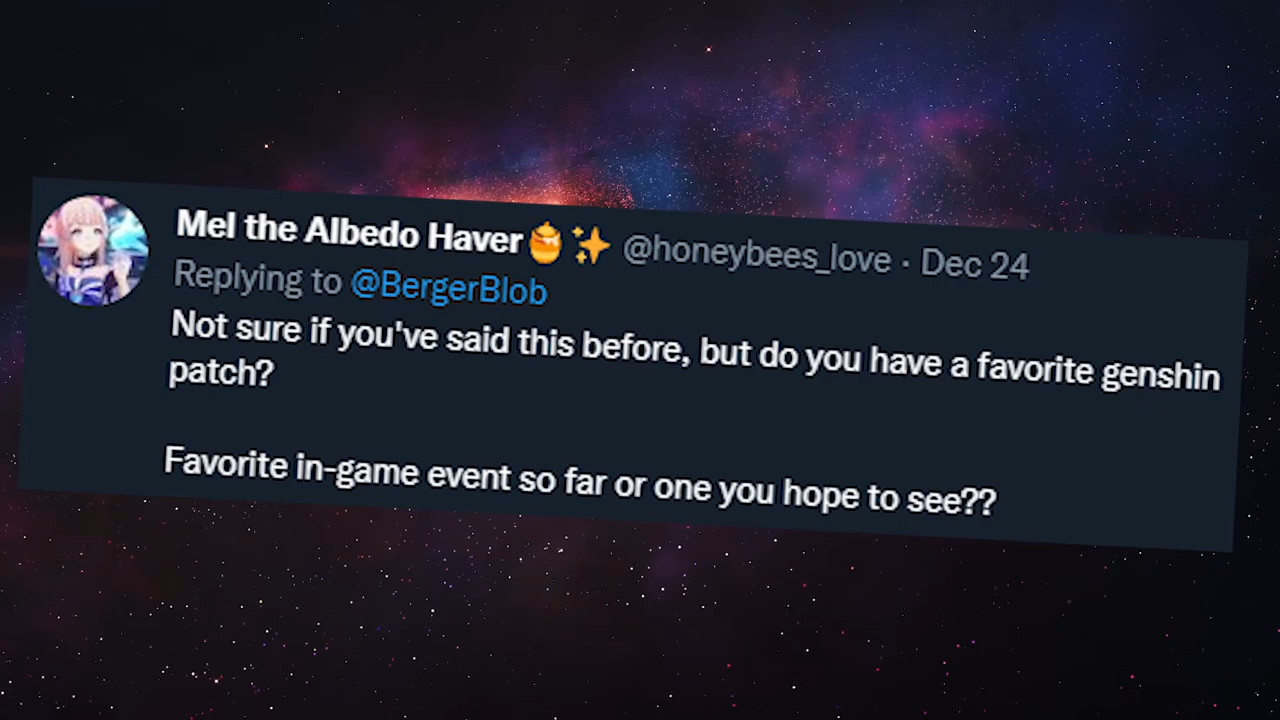 Mel the Albedo Haver🍯✨ @honeybees_love · Dec 24
Replying to @BergerBlob
Not sure if you've said this before, but do you have a favorite genshin
patch?
Favorite in-game event so far or one you hope to see??